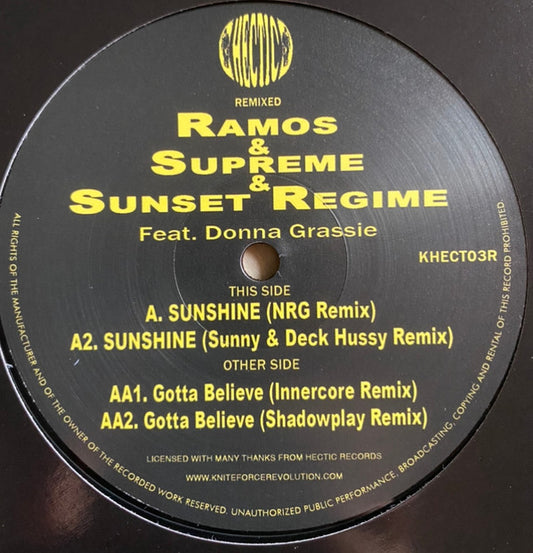 HECTIC
REMIXED
RAMOS
&
SUPREME
&
SUNSET REGIME
Feat. Donna Grassie
KHECT03R
THIS SIDE
A. SUNSHINE (NRG Remix)
A2. SUNSHINE (Sunny & Deck Hussy Remix)
OTHER SIDE
AA1. Gotta Believe (Innercore Remix)
AA2. Gotta Believe (Shadowplay Remix)
LICENSED WITH MANY THANKS FROM HECTIC RECORDS
WWW.KNITEFORCEREVOLUTION.COM
ALL RIGHTS OF THE MANUFACTURER AND OF THE OWNER OF THE RECORDED WORK RESERVED. UNAUTHORIZED PUBLIC PERFORMANCE, BROADCASTING, COPYING AND RENTAL OF THIS RECORD PROHIBITED.